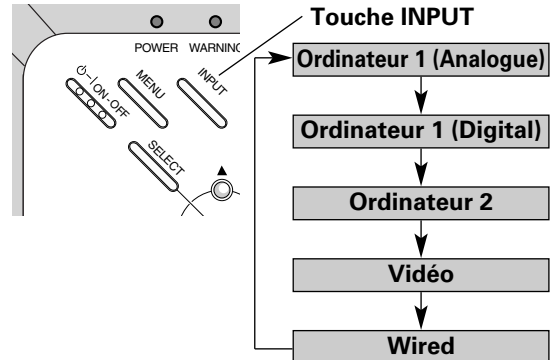 Touche INPUT
POWER WARNING
INPUT
MENU
ON-OFF
SELECT
Ordinateur 1 (Analogue)
Ordinateur 1 (Digital)
Ordinateur 2
Vidéo
Wired